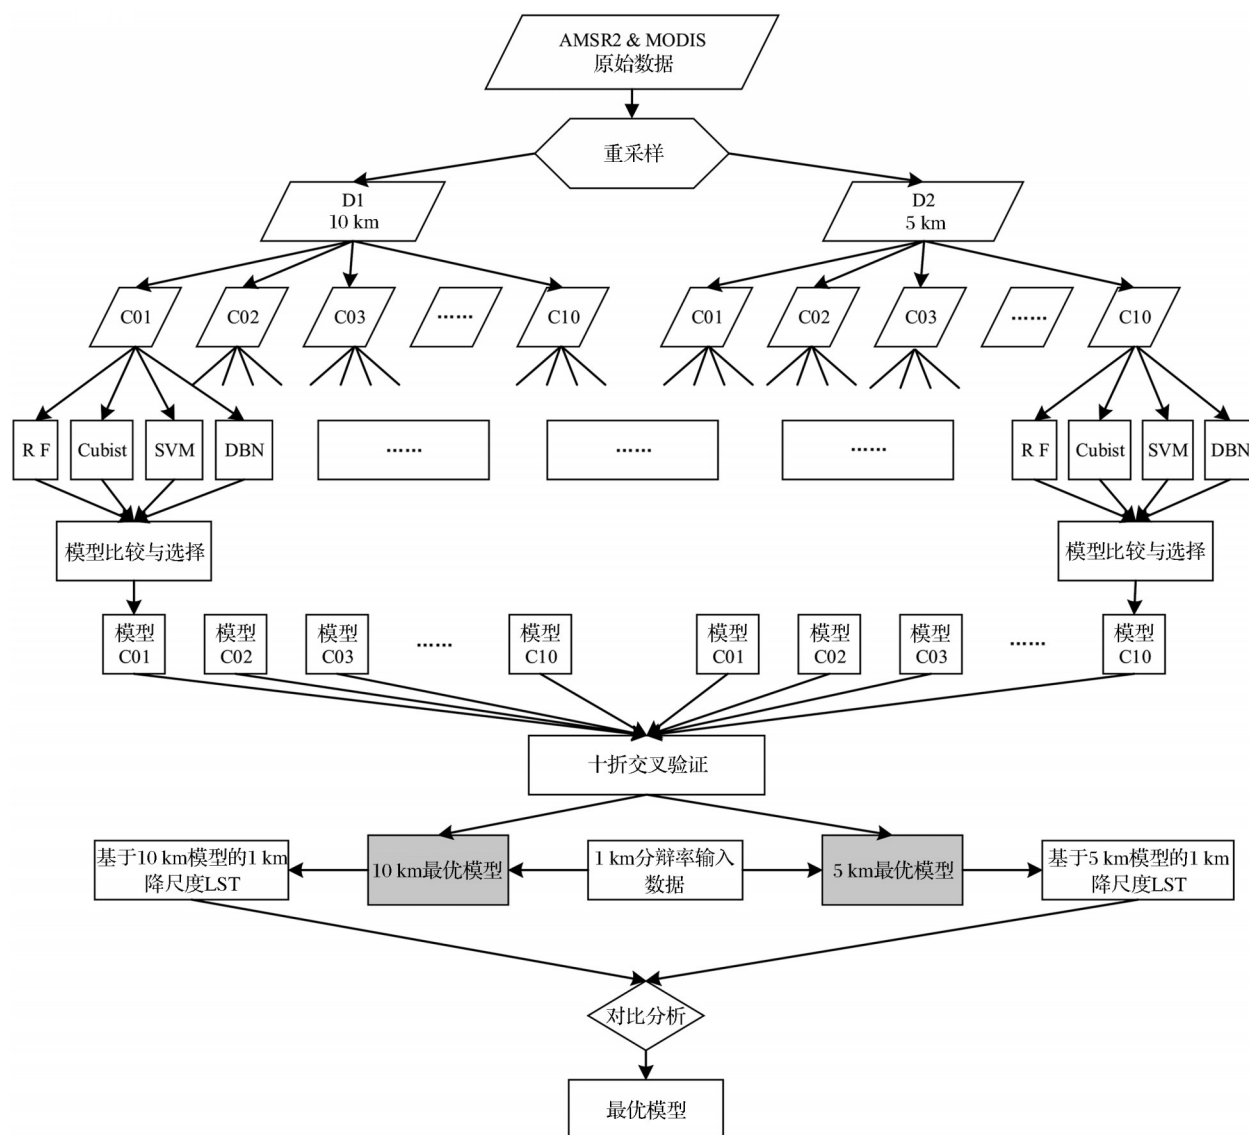 AMSR2 & MODIS
原始数据
重采样
D1
10 km
D2
5 km
C01
C02
C03
……
C10
C01
C02
C03
……
C10
R F
Cubist
SVM
DBN
……
……
……
R F
Cubist
SVM
DBN
模型比较与选择
模型比较与选择
模型
C01
模型
C02
模型
C03
……
模型
C10
模型
C01
模型
C02
模型
C03
……
模型
C10
十折交叉验证
基于10 km模型的1 km
降尺度LST
10 km最优模型
1 km分辩率输入
数据
5 km最优模型
基于5 km模型的1 km
降尺度LST
对比分析
最优模型